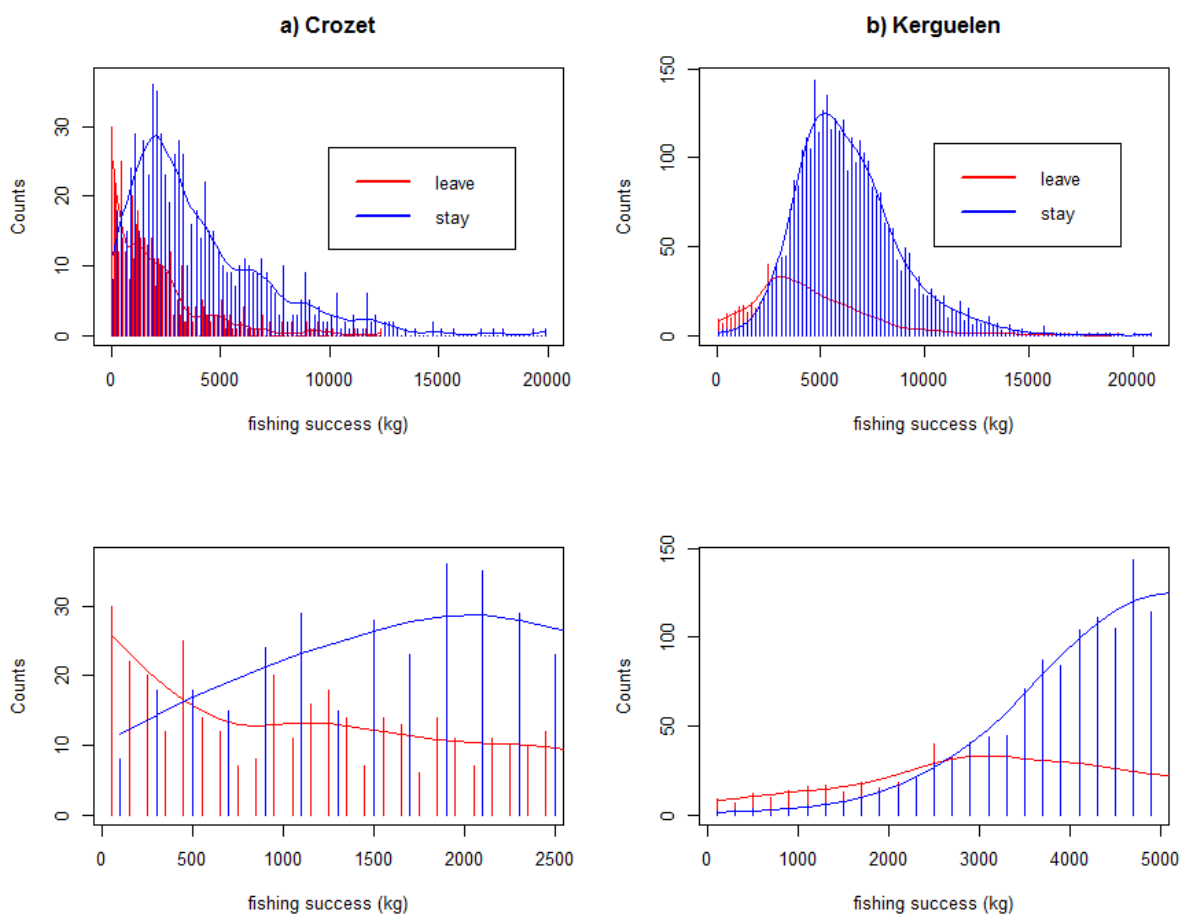 a) Crozet
Counts
0 10 20 30
leave
stay
0 5000 10000 15000 20000
fishing success (kg)
b) Kerguelen
Counts
0 50 100 150
leave
stay
0 5000 10000 15000 20000
fishing success (kg)
Counts
0 10 20 30
0 500 1000 1500 2000 2500
fishing success (kg)
Counts
0 50 100 150
0 1000 2000 3000 4000 5000
fishing success (kg)